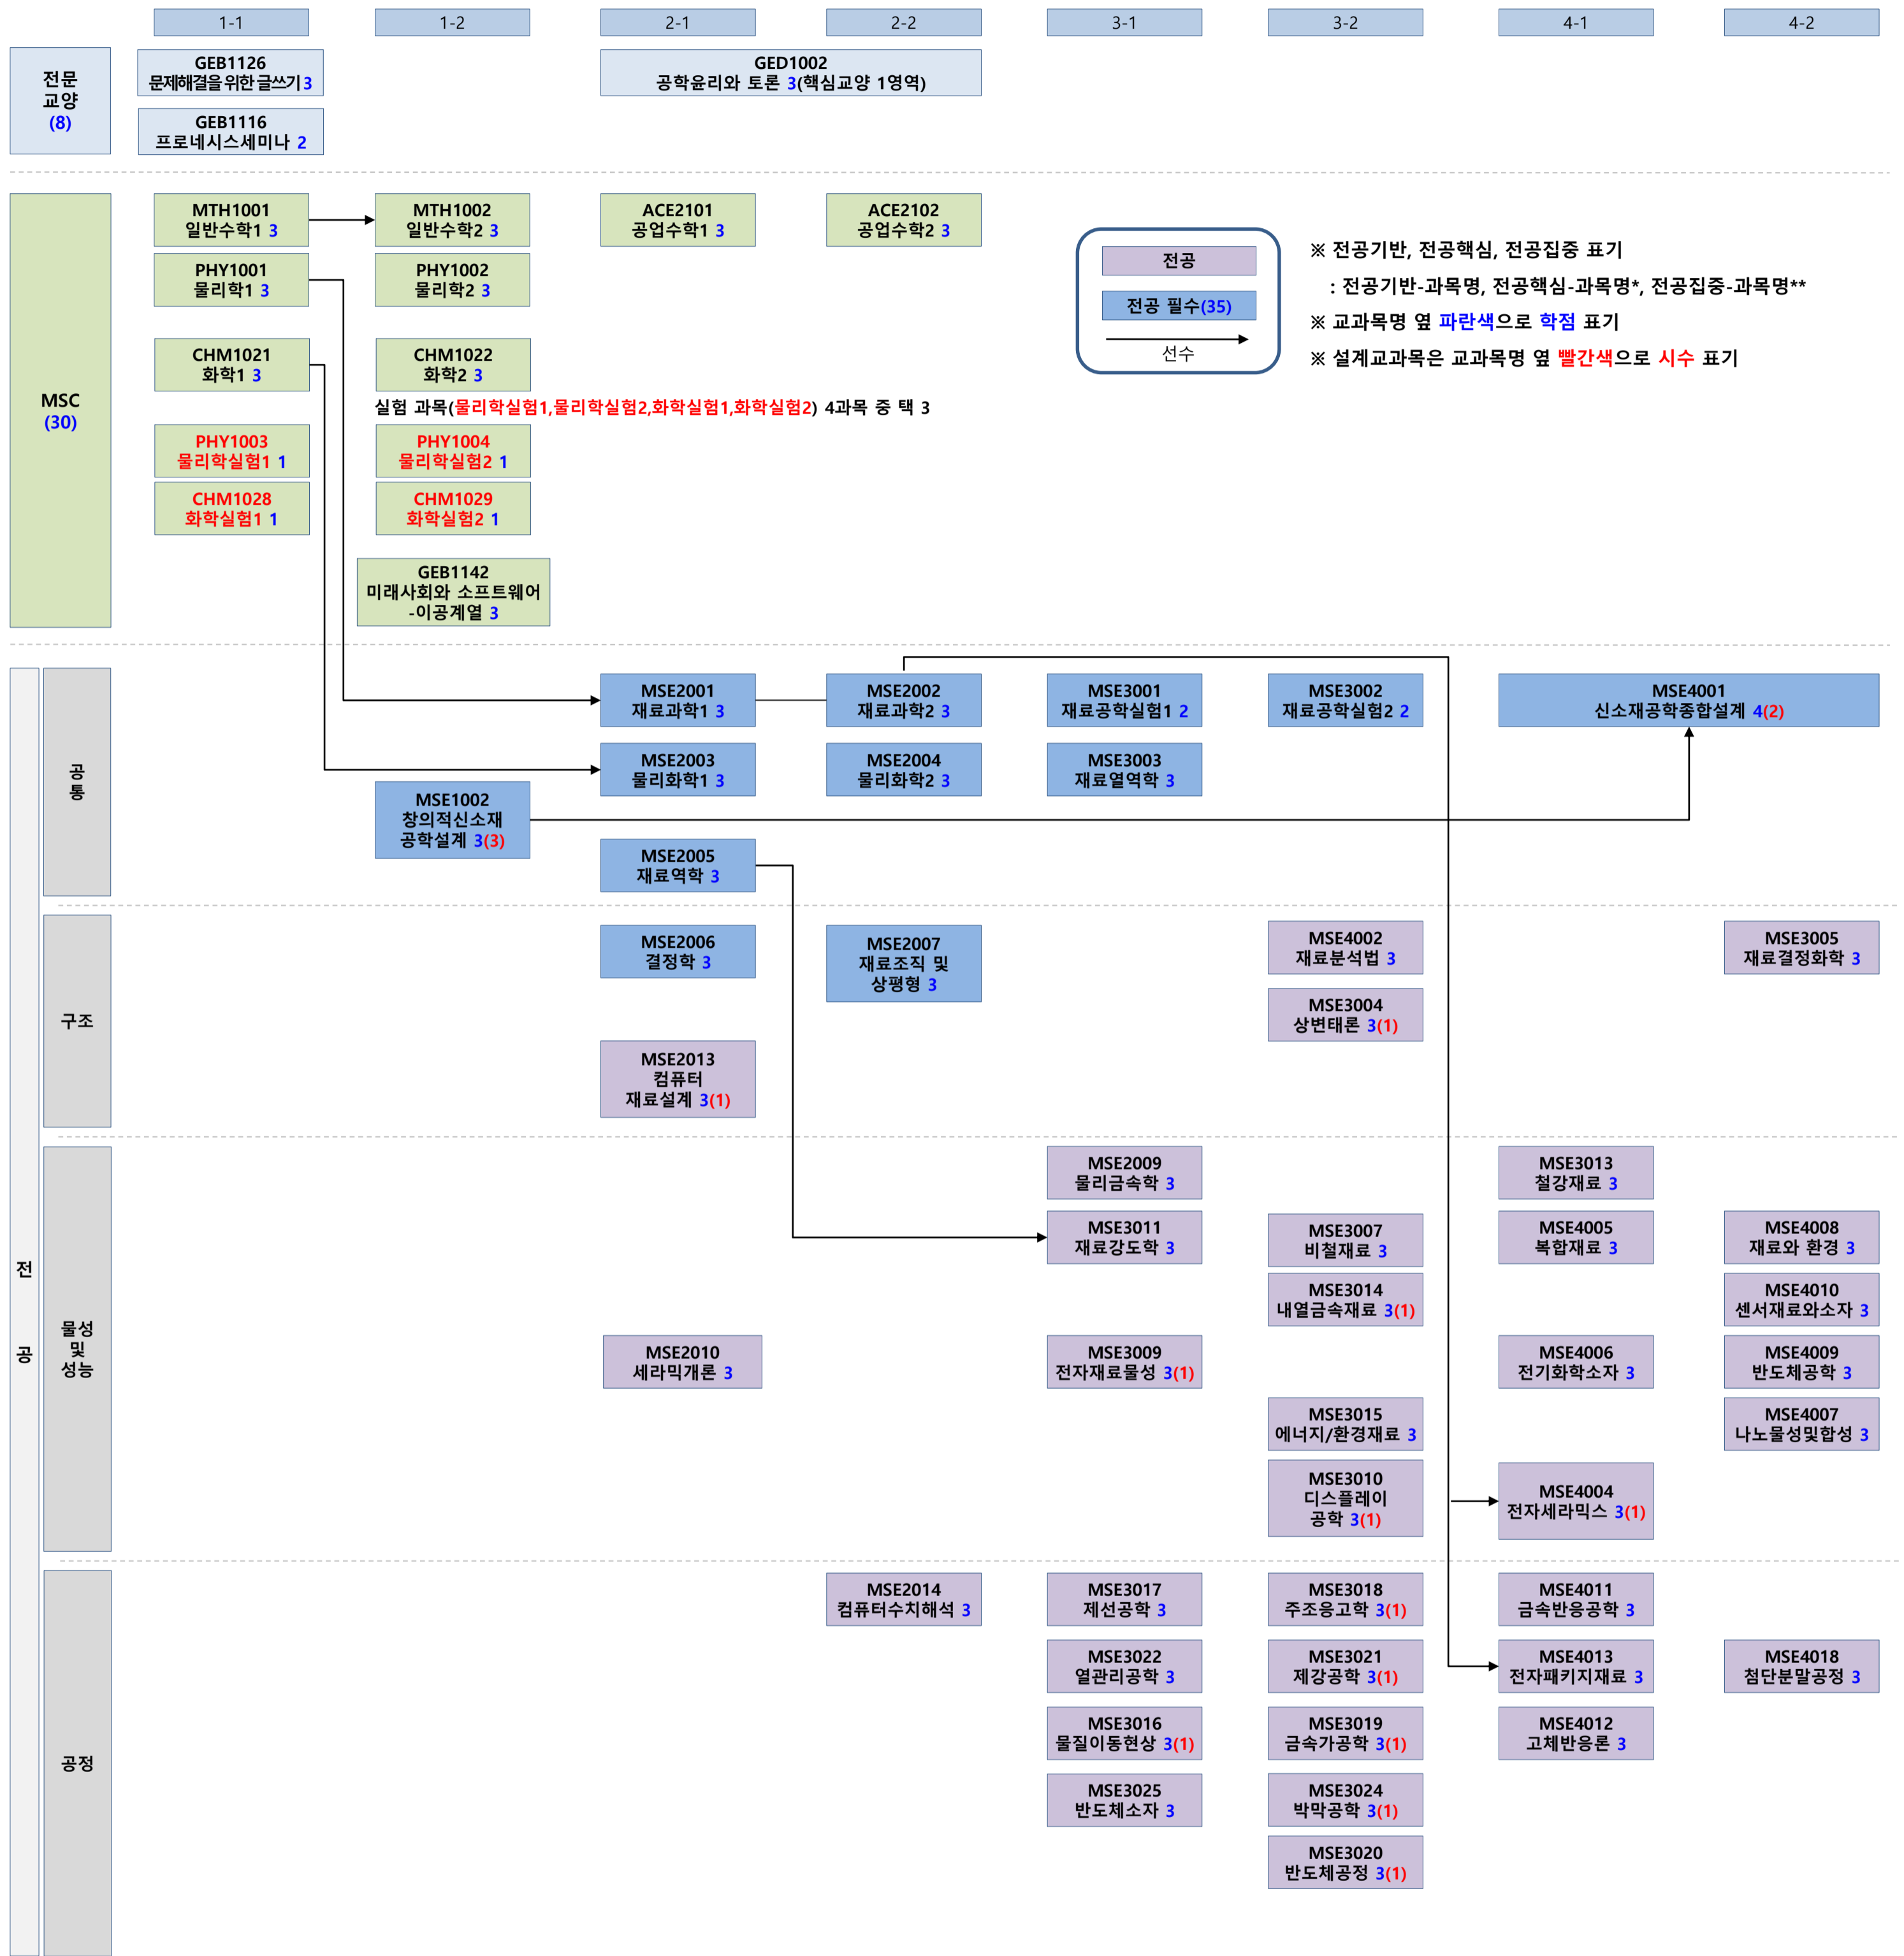 1-1
1-2
2-1
2-2
3-1
3-2
4-1
4-2
전문
교양
(8)
GEB1126
문제해결을 위한 글쓰기 3
GED1002
공학윤리와 토론 3(핵심교양 1영역)
GEB1116
프로네시스세미나 2
MSC
(30)
MTH1001
일반수학1 3
MTH1002
일반수학2 3
ACE2101
공업수학1 3
ACE2102
공업수학2 3
PHY1001
물리학1 3
PHY1002
물리학2 3
CHM1021
화학1 3
CHM1022
화학2 3
실험 과목(물리학실험1,물리학실험2,화학실험1,화학실험2) 4과목 중 택 3
PHY1003
물리학실험1 1
PHY1004
물리학실험2 1
CHM1028
화학실험1 1
CHM1029
화학실험2 1
GEB1142
미래사회와 소프트웨어
-이공계열 3
전공
전공 필수(35)
선수
※ 전공기반, 전공핵심, 전공집중 표기
: 전공기반-과목명, 전공핵심-과목명*, 전공집중-과목명**
※ 교과목명 옆 파란색으로 학점 표기
※ 설계교과목은 교과목명 옆 빨간색으로 시수 표기
전
공
공
통
MSE2001
재료과학1 3
MSE2002
재료과학2 3
MSE3001
재료공학실험1 2
MSE3002
재료공학실험2 2
MSE4001
신소재공학종합설계 4(2)
MSE2003
물리화학1 3
MSE2004
물리화학2 3
MSE3003
재료열역학 3
MSE1002
창의적신소재
공학설계 3(3)
MSE2005
재료역학 3
구조
MSE2006
결정학 3
MSE2007
재료조직 및
상평형 3
MSE4002
재료분석법 3
MSE3005
재료결정화학 3
MSE3004
상변태론 3(1)
MSE2013
컴퓨터
재료설계 3(1)
물성
및
성능
MSE2009
물리금속학 3
MSE3013
철강재료 3
MSE3011
재료강도학 3
MSE3007
비철재료 3
MSE4005
복합재료 3
MSE4008
재료와 환경 3
MSE3014
내열금속재료 3(1)
MSE4010
센서재료와소자 3
MSE2010
세라믹개론 3
MSE3009
전자재료물성 3(1)
MSE4006
전기화학소자 3
MSE4009
반도체공학 3
MSE3015
에너지/환경재료 3
MSE4007
나노물성및합성 3
MSE3010
디스플레이
공학 3(1)
MSE4004
전자세라믹스 3(1)
공정
MSE2014
컴퓨터수치해석 3
MSE3017
제선공학 3
MSE3018
주조응고학 3(1)
MSE4011
금속반응공학 3
MSE3022
열관리공학 3
MSE3021
제강공학 3(1)
MSE4013
전자패키지재료 3
MSE4018
첨단분말공정 3
MSE3016
물질이동현상 3(1)
MSE3019
금속가공학 3(1)
MSE4012
고체반응론 3
MSE3025
반도체소자 3
MSE3024
박막공학 3(1)
MSE3020
반도체공정 3(1)